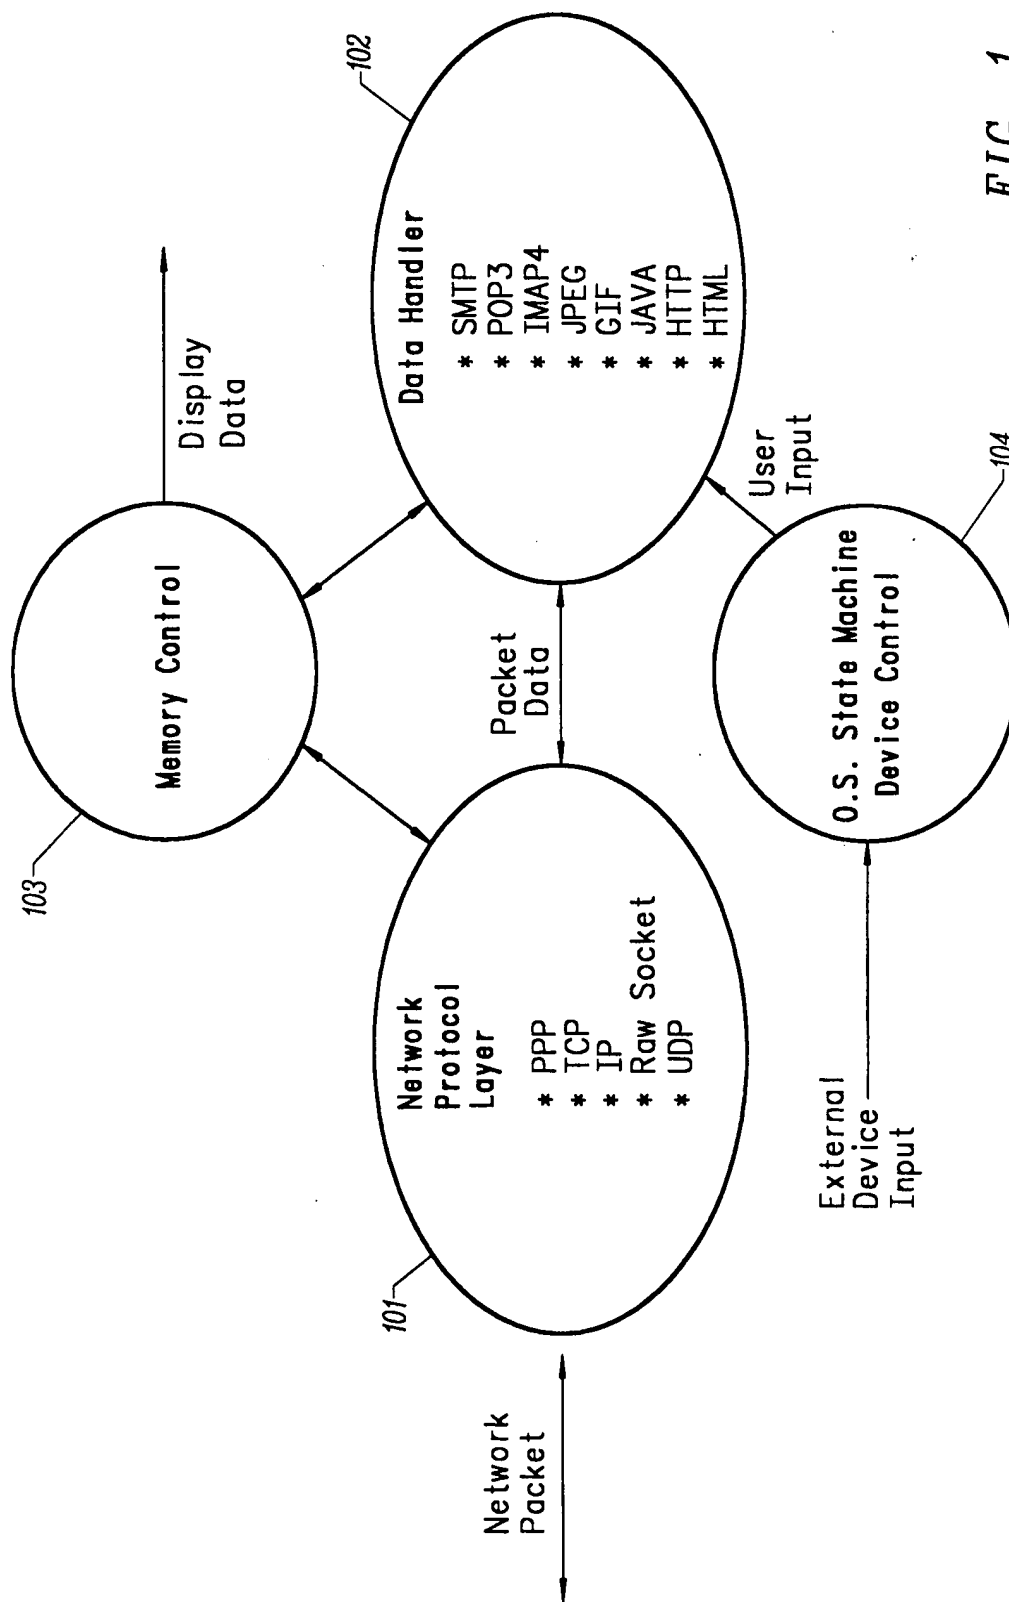 103
Memory Control
Display
Data
102
Data Handler
* SMTP
* POP3
* IMAP4
* JPEG
* GIF
* JAVA
* HTTP
* HTML
Packet
Data
101
Network
Protocol
Layer
* PPP
* TCP
* IP
* Raw Socket
* UDP
Network
Packet
User
Input
External
Device
Input
O.S. State Machine
Device Control
104
FIG. 1